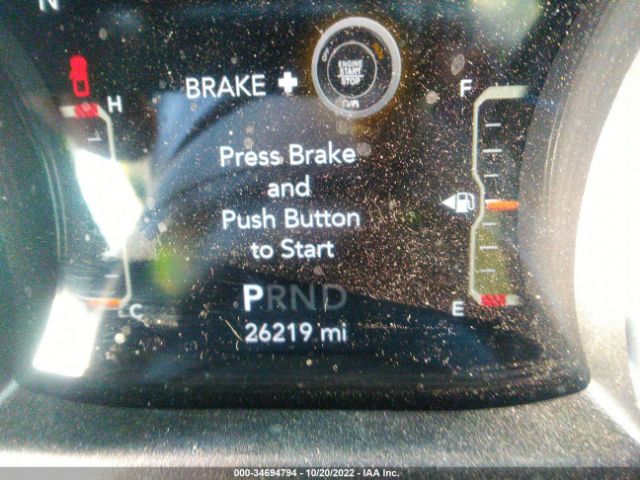 N
ENGINE
START
STOP
BRAKE +
H
F
Press Brake
and
Push Button
to Start
C
E
PRND
26219 mi
000-34694794 - 10/20/2022 - IAA Inc.